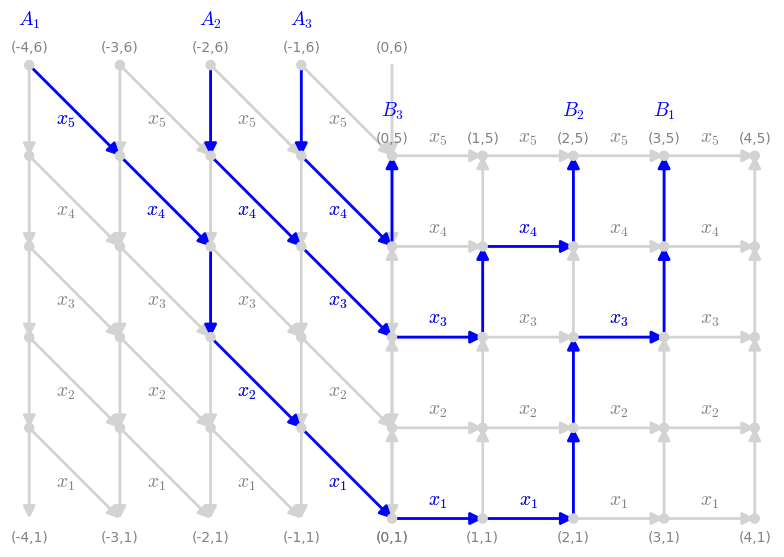 A₁ A₂ A₃
(-4,6) (-3,6) (-2,6) (-1,6) (0,6)
B₃ B₂ B₁
x₅ x₅ x₅ x₅
(0,5) x₅ (1,5) x₅ (2,5) x₅ (3,5) x₅ (4,5)
x₄ x₄ x₄ x₄ x₄ x₄ x₄ x₄
x₃ x₃ x₃ x₃ x₃ x₃ x₃ x₃
x₂ x₂ x₂ x₂ x₂ x₂ x₂ x₂
x₁ x₁ x₁ x₁ x₁ x₁ x₁ x₁
(-4,1) (-3,1) (-2,1) (-1,1) (0,1) (1,1) (2,1) (3,1) (4,1)